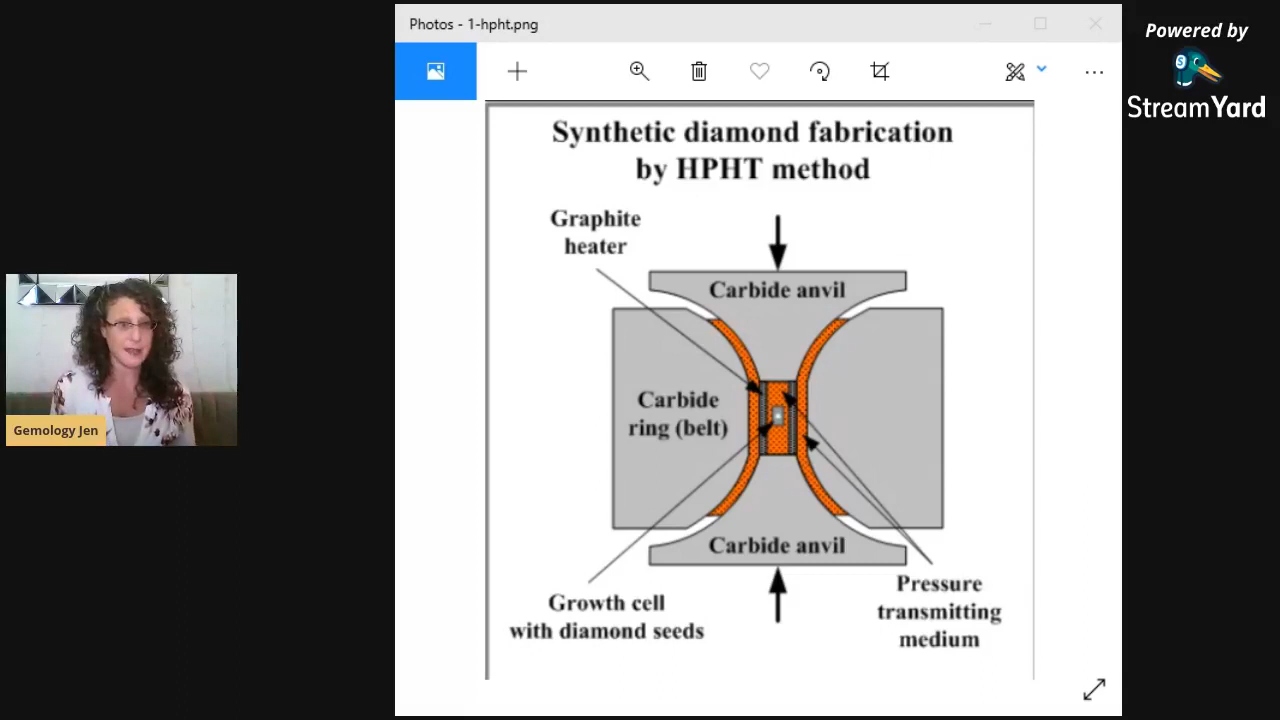 Photos - 1-hpht.png
Powered by
StreamYard
Synthetic diamond fabrication
by HPHT method
Graphite
heater
Carbide anvil
Carbide
ring (belt)
Carbide anvil
Growth cell
with diamond seeds
Pressure
transmitting
medium
Gemology Jen